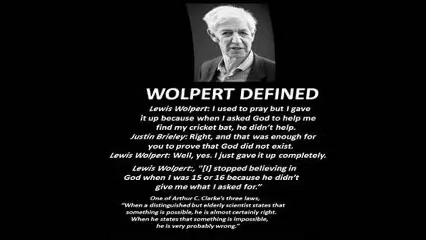 WOLPERT DEFINED
Lewis Wolpert: I used to pray but I gave
it up because when I asked God to help me
find my cricket bat, he didn't help.
Justin Brieley: Right, and that was enough for
you to prove that God did not exist.
Lewis Wolpert: Well, yes. I just gave it up completely.
Lewis Wolpert:, "[I] stopped believing in
God when I was 15 or 16 because he didn't
give me what I asked for."
One of Arthur C. Clarke's three laws,
"When a distinguished but elderly scientist states that
something is possible, he is almost certainly right.
When he states that something is impossible,
he is very probably wrong."